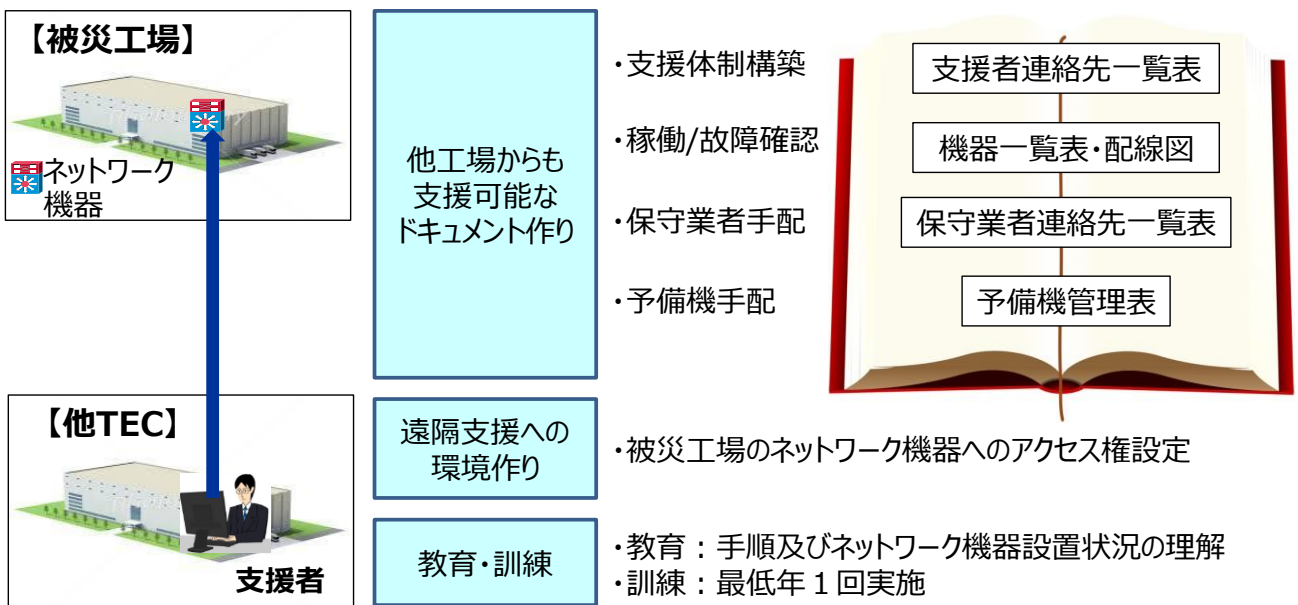 【被災工場】
ネットワーク
機器
【他TEC】
支援者
他工場からも
支援可能な
ドキュメント作り
・支援体制構築
・稼働/故障確認
・保守業者手配
・予備機手配
支援者連絡先一覧表
機器一覧表・配線図
保守業者連絡先一覧表
予備機管理表
遠隔支援への
環境作り
・被災工場のネットワーク機器へのアクセス権設定
教育・訓練
・教育：手順及びネットワーク機器設置状況の理解
・訓練：最低年１回実施